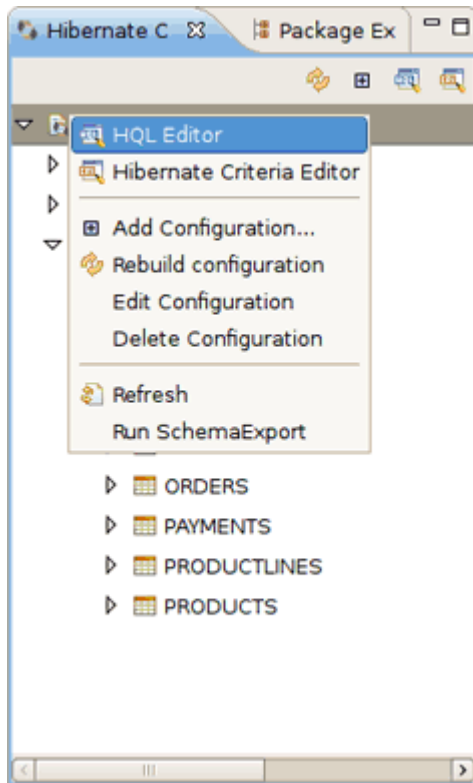 Hibernate C Package Ex
HQL Editor
Hibernate Criteria Editor
Add Configuration...
Rebuild configuration
Edit Configuration
Delete Configuration
Refresh
Run SchemaExport
ORDERS
PAYMENTS
PRODUCTLINES
PRODUCTS